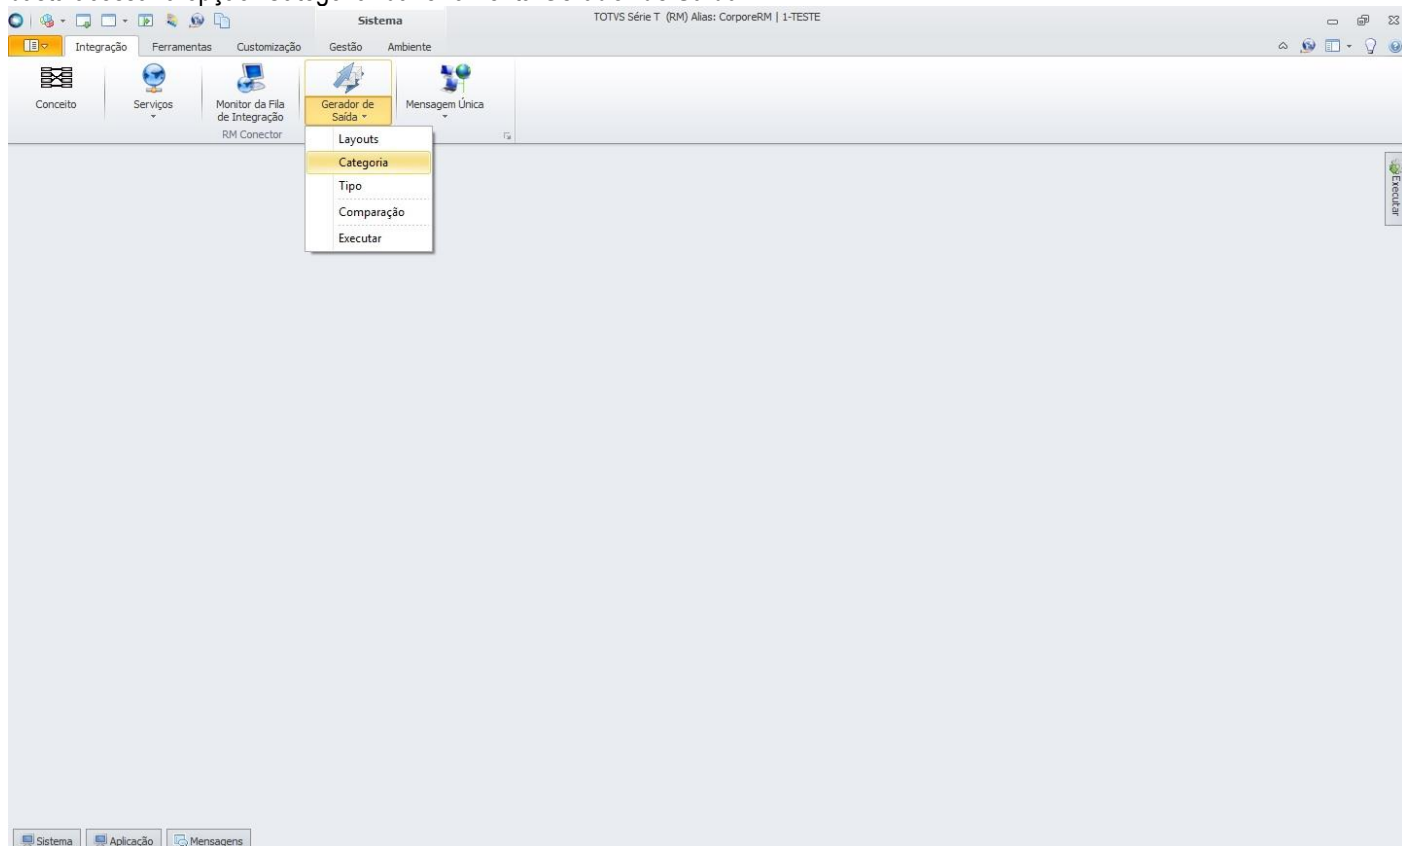 Sistema
TOTVS Série T (RM) Alias: CorporeRM | 1-TESTE
Integração Ferramentas Customização Gestão Ambiente
Conceito
Serviços
Monitor da Fila
de Integração
Gerador de
Saída
Mensagem Única
RM Conector
Layouts
Categoria
Tipo
Comparação
Executar
Executar
Sistema Aplicação Mensagens